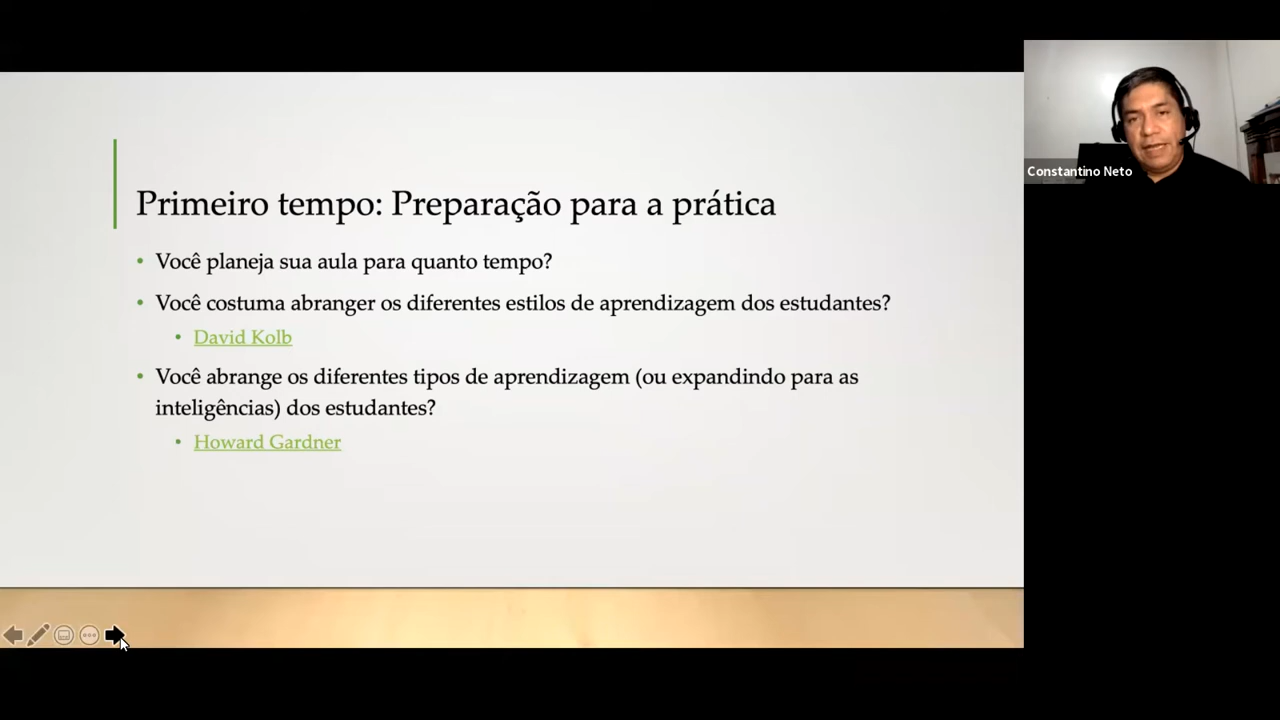 Primeiro tempo: Preparação para a prática
• Você planeja sua aula para quanto tempo?
• Você costuma abranger os diferentes estilos de aprendizagem dos estudantes?
• David Kolb
• Você abrange os diferentes tipos de aprendizagem (ou expandindo para as
inteligências) dos estudantes?
• Howard Gardner
Constantino Neto